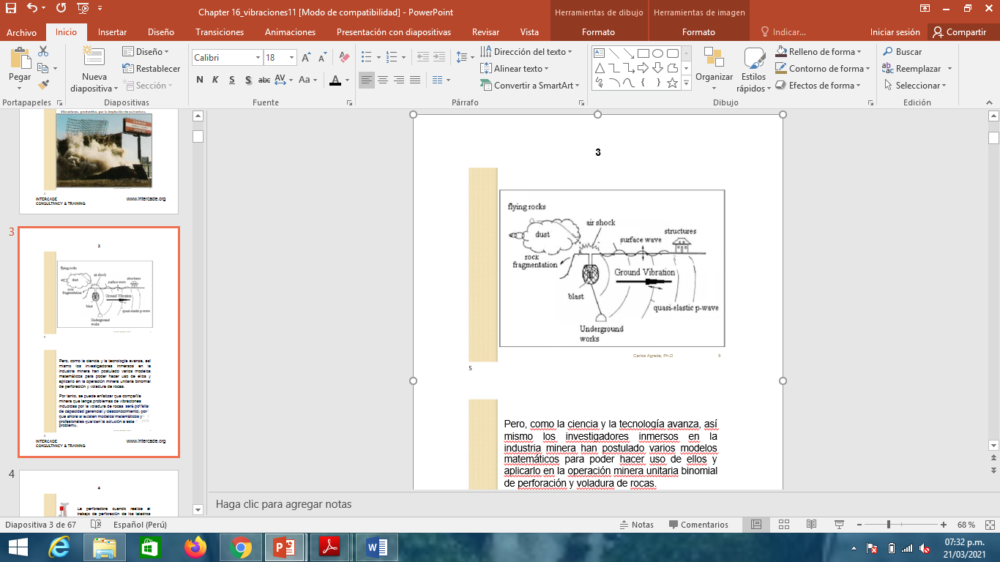 Chapter 16_vibraciones11 [Modo de compatibilidad] - PowerPoint
Herramientas de dibujo
Herramientas de imagen
Archivo
Inicio
Insertar
Diseño
Transiciones
Animaciones
Presentación con diapositivas
Revisar
Vista
Formato
Formato
Indicar...
Iniciar sesión
Compartir
Pegar
Nueva
diapositiva
Diseño
Restablecer
Sección
Calibri
18
N K S S abc AV Aa A
Dirección del texto
Alinear texto
Convertir a SmartArt
Organizar
Estilos
rápidos
Relleno de forma
Contorno de forma
Efectos de forma
Buscar
Reemplazar
Seleccionar
Portapapeles
Diapositivas
Fuente
Párrafo
Dibujo
Edición
INTERCADE
CONSULTANCY & TRAINING
www.intercade.org
3
3
flying rocks
air shock
dust
structures
surface wave
rock
fragmentation
Ground Vibration
blast
quasi-elastic p-wave
Underground
works
Pero, como la ciencia y la tecnología avanza, así
mismo los investigadores inmersos en la
industria minera han postulado varios modelos
matemáticos para poder hacer uso de ellos y
aplicarlo en la operación minera unitaria binomial
de perforación y voladura de rocas.
Por tanto, se puede enfatizar que compañía
minera que tenga problemas de vibraciones
inducidas por la voladura de rocas será por falta
de capacidad gerencial y desconocimiento, por
que ahora si existen modelos matemáticos y
profesionales que dan la solución a este
problema.
INTERCADE
CONSULTANCY & TRAINING
www.intercade.org
4
4
La perforadora cuando realiza el
trabajo de perforación de los taladros
3
flying rocks
air shock
dust
structures
surface wave
rock
fragmentation
Ground Vibration
blast
quasi-elastic p-wave
Underground
works
Carlos Agreda, Ph.D
5
5
Pero, como la ciencia y la tecnología avanza, así
mismo los investigadores inmersos en la
industria minera han postulado varios modelos
matemáticos para poder hacer uso de ellos y
aplicarlo en la operación minera unitaria binomial
de perforación y voladura de rocas.
Haga clic para agregar notas
Diapositiva 3 de 67
Español (Perú)
Notas
Comentarios
68 %
07:32 p.m.
21/03/2021